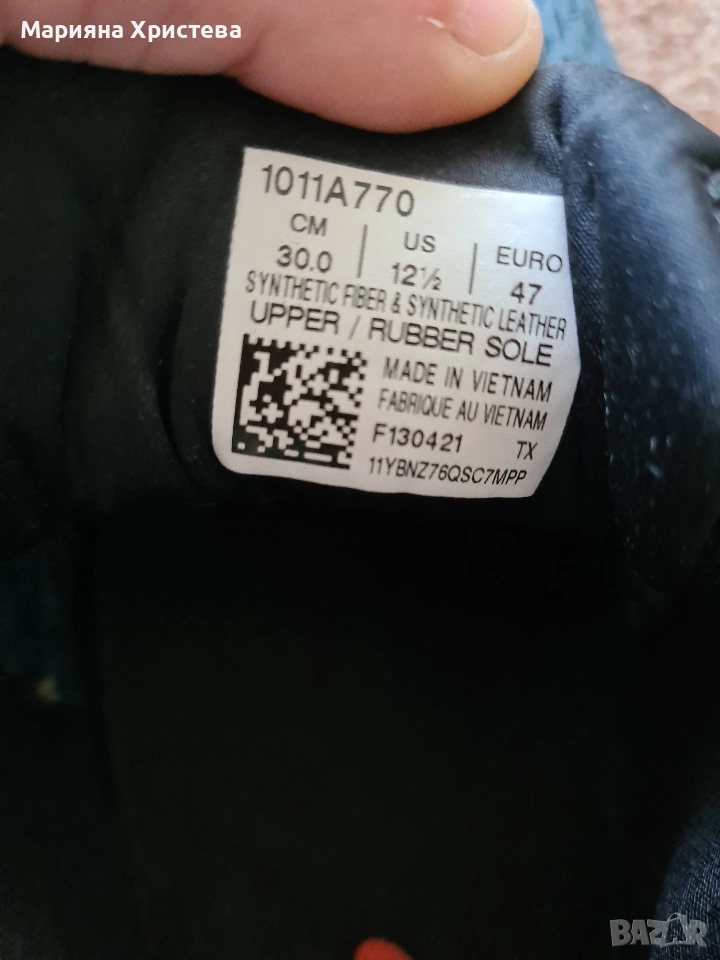 Марияна Христева
1011A770
CM | US | EURO
30.0 | 12½ | 47
SYNTHETIC FIBER & SYNTHETIC LEATHER
UPPER / RUBBER SOLE
MADE IN VIETNAM
FABRIQUE AU VIETNAM
F130421 TX
11YBNZ76QSC7MPP
BAZAR